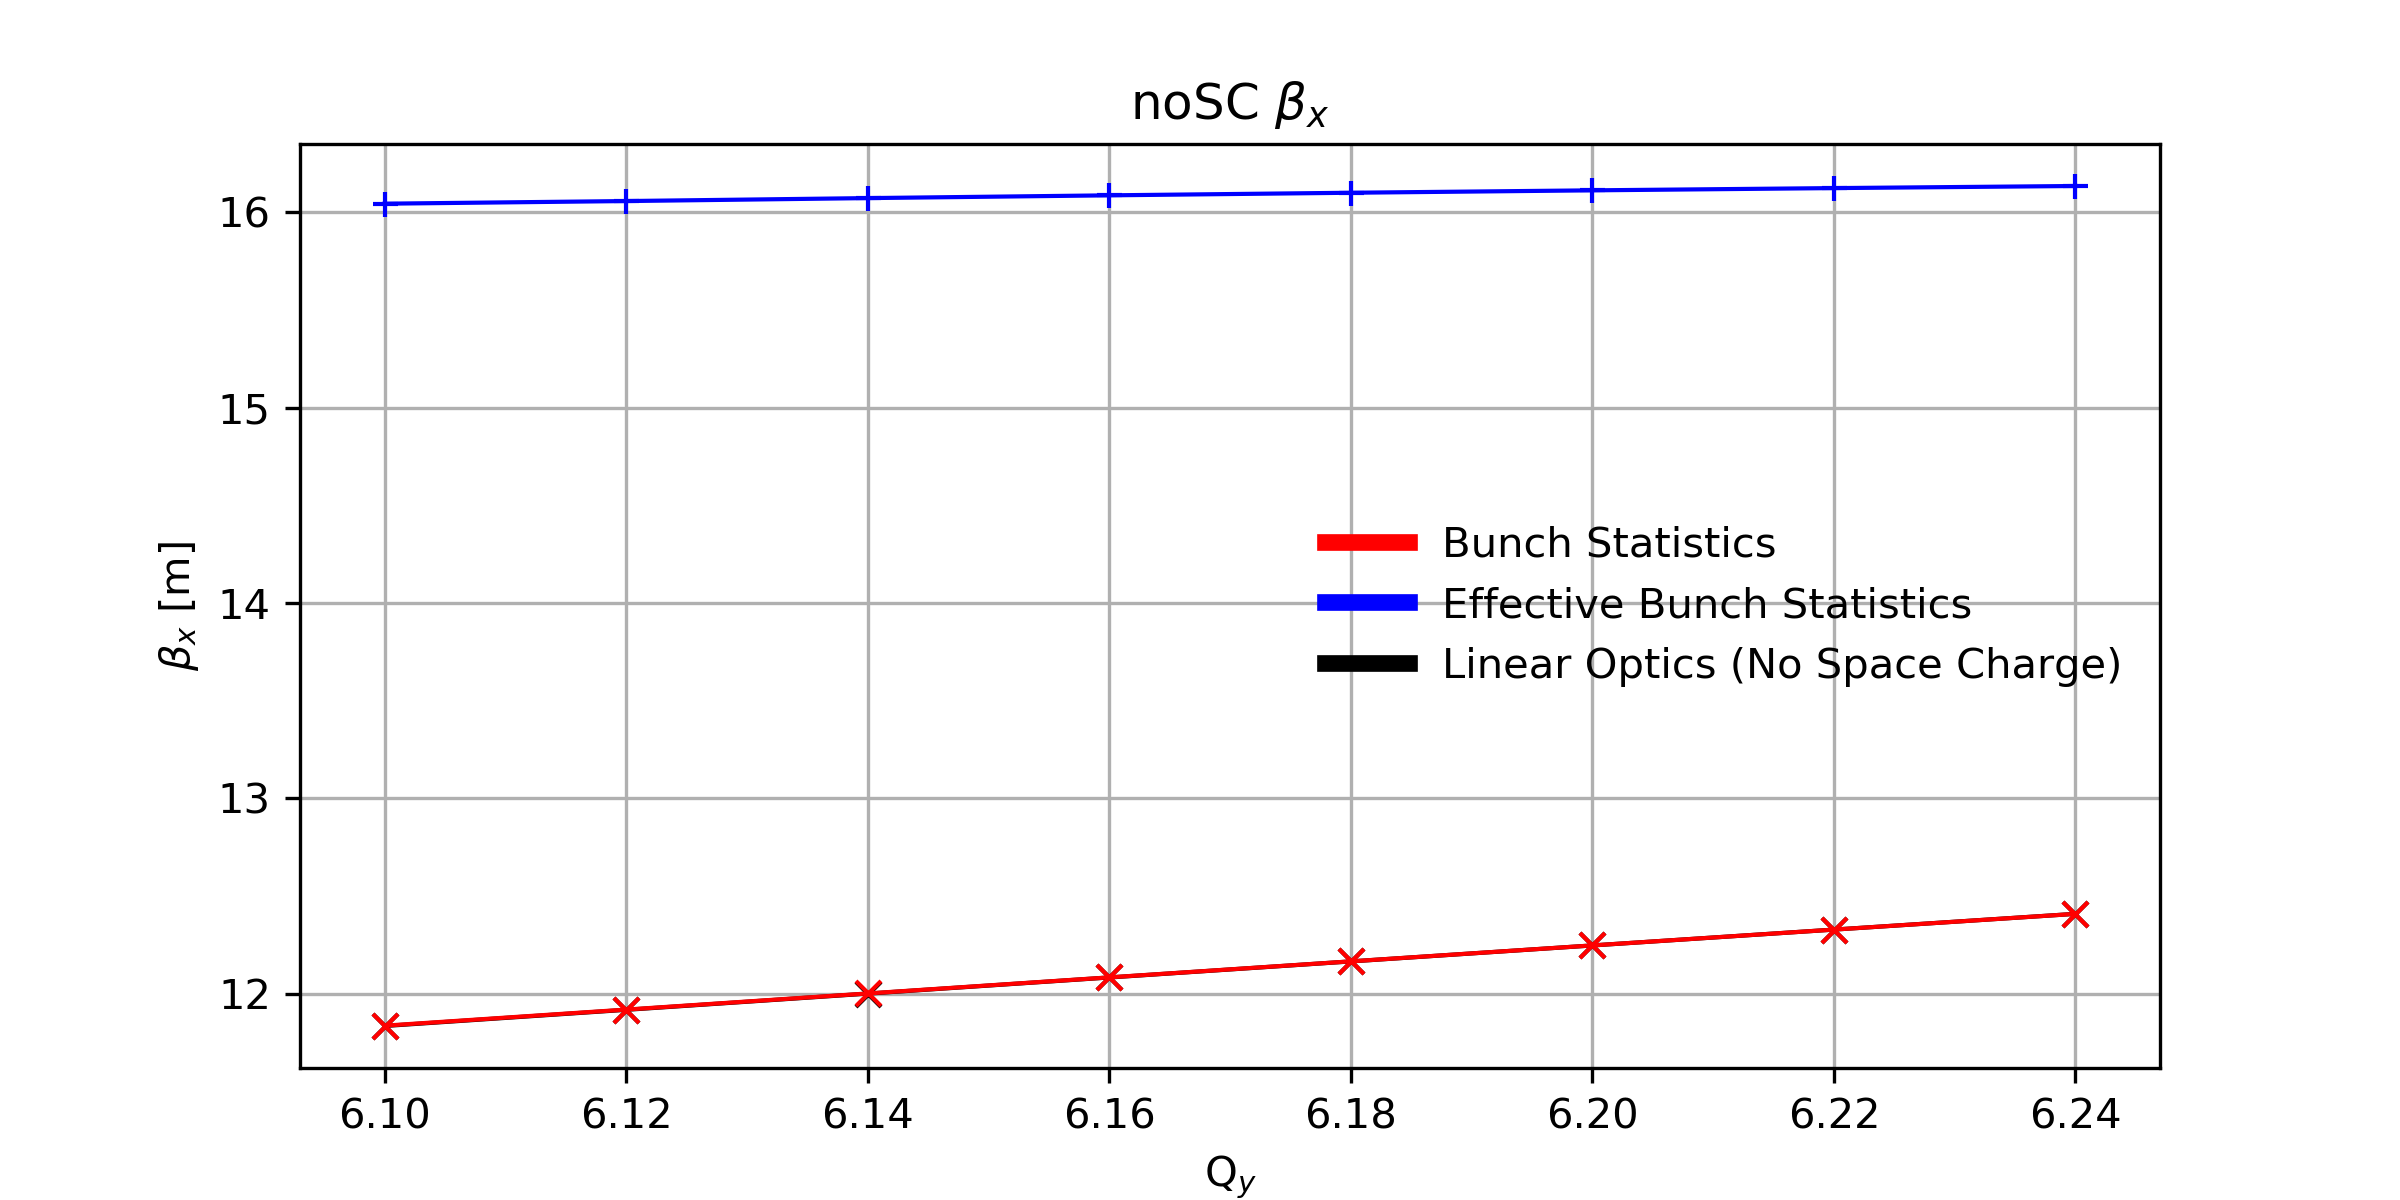 noSC βx
16
15
14
13
12
βx [m]
Bunch Statistics
Effective Bunch Statistics
Linear Optics (No Space Charge)
6.10 6.12 6.14 6.16 6.18 6.20 6.22 6.24
Qy